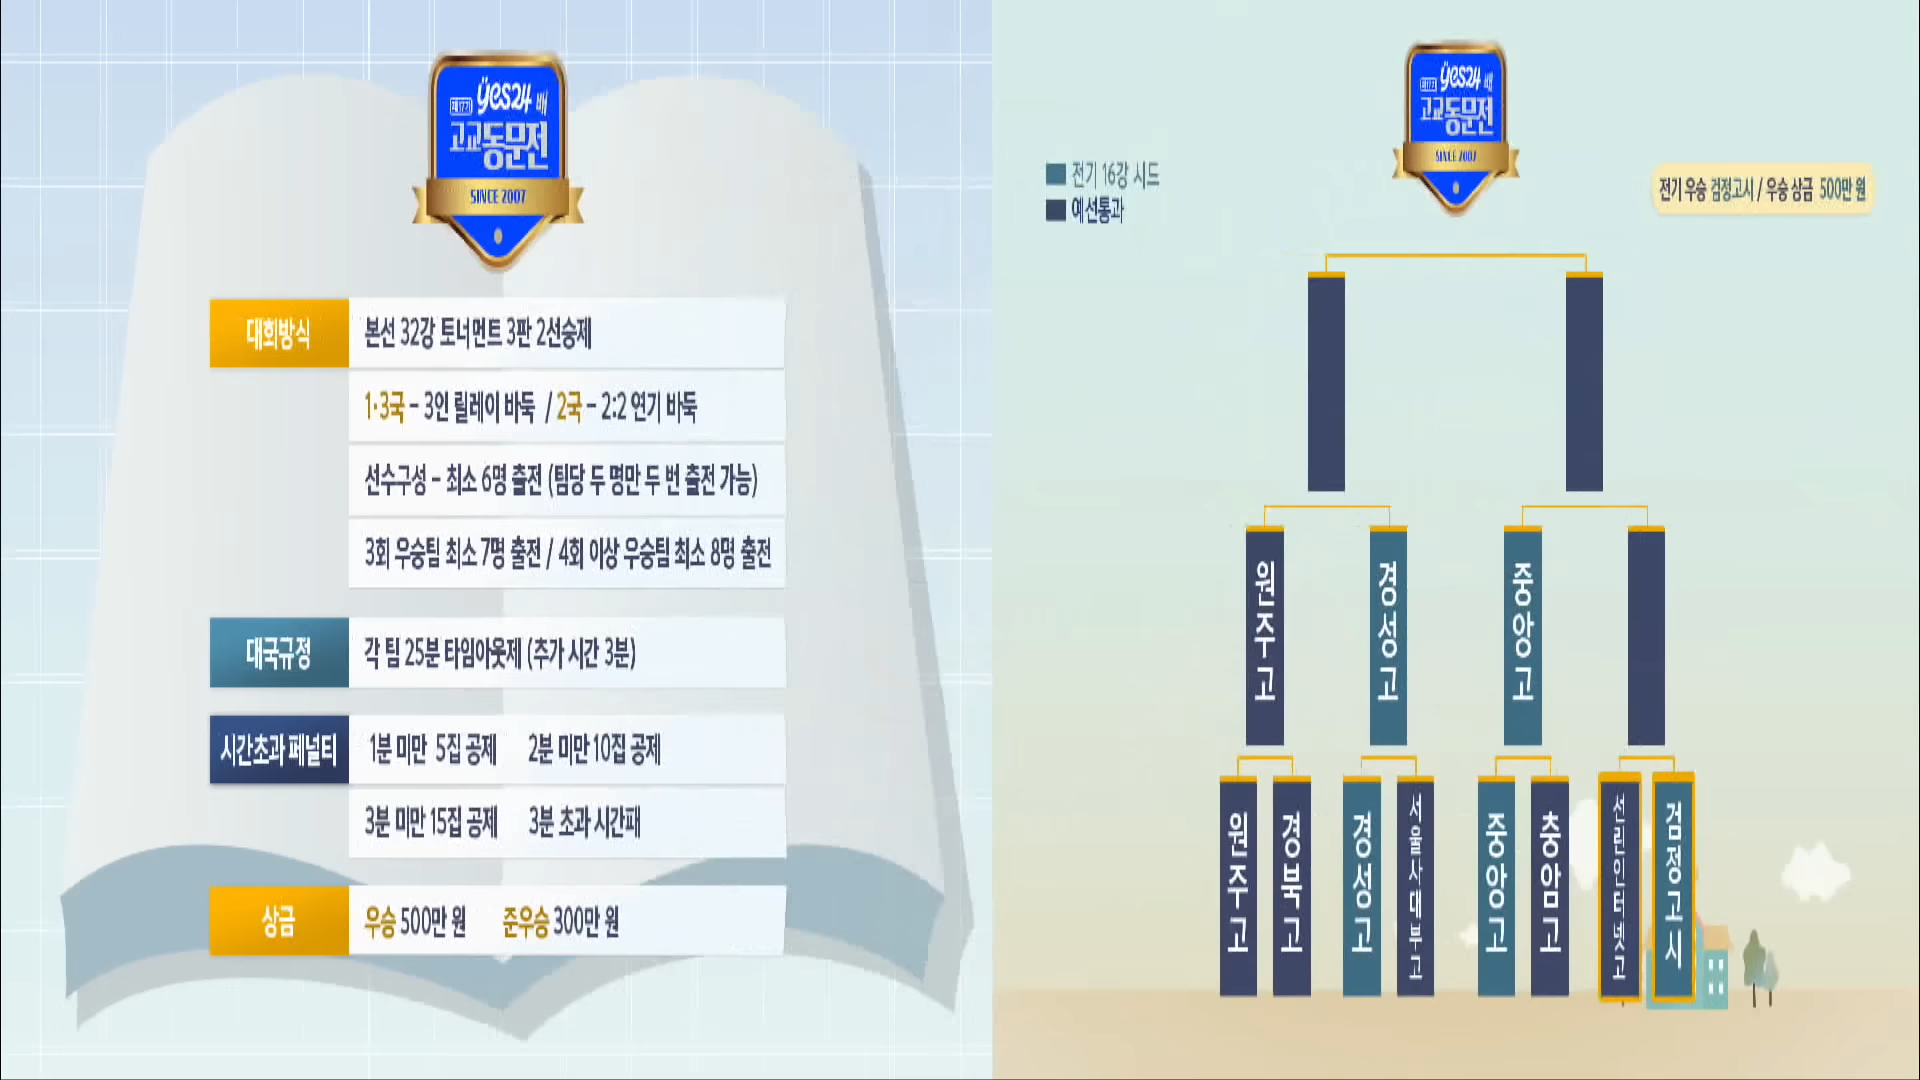 제17기 yes24 배
고교동문전
SINCE 2007
대회방식
본선 32강 토너먼트 3판 2선승제
1·3국 – 3인 릴레이 바둑 / 2국 – 2:2 연기 바둑
선수구성 – 최소 6명 출전 (팀당 두 명만 두 번 출전 가능)
3회 우승팀 최소 7명 출전 / 4회 이상 우승팀 최소 8명 출전
대국규정
각 팀 25분 타임아웃제 (추가 시간 3분)
시간초과 페널티
1분 미만 5집 공제 2분 미만 10집 공제
3분 미만 15집 공제 3분 초과 시간패
상금
우승 500만 원 준우승 300만 원
제17기 yes24 배
고교동문전
SINCE 2007
전기 16강 시드
예선통과
전기 우승 검정고시 / 우승 상금 500만 원
원주고
경성고
중앙고
원주고
경북고
경성고
서울사대부고
중앙고
충암고
선린인터넷고
검정고시